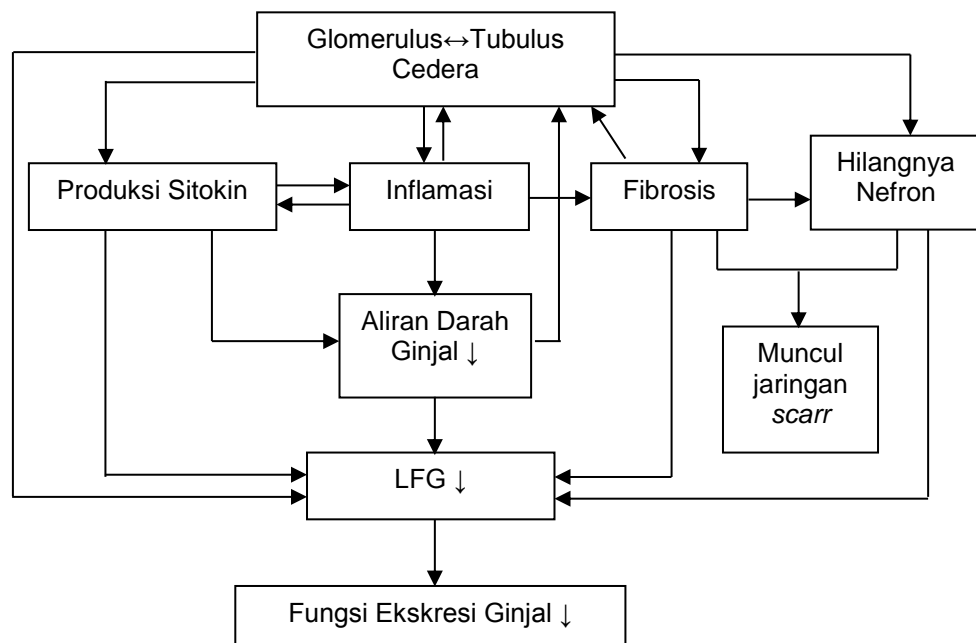 Glomerulus↔Tubulus
Cedera
Produksi Sitokin
Inflamasi
Fibrosis
Hilangnya
Nefron
Aliran Darah
Ginjal ↓
Muncul
jaringan
scarr
LFG ↓
Fungsi Ekskresi Ginjal ↓